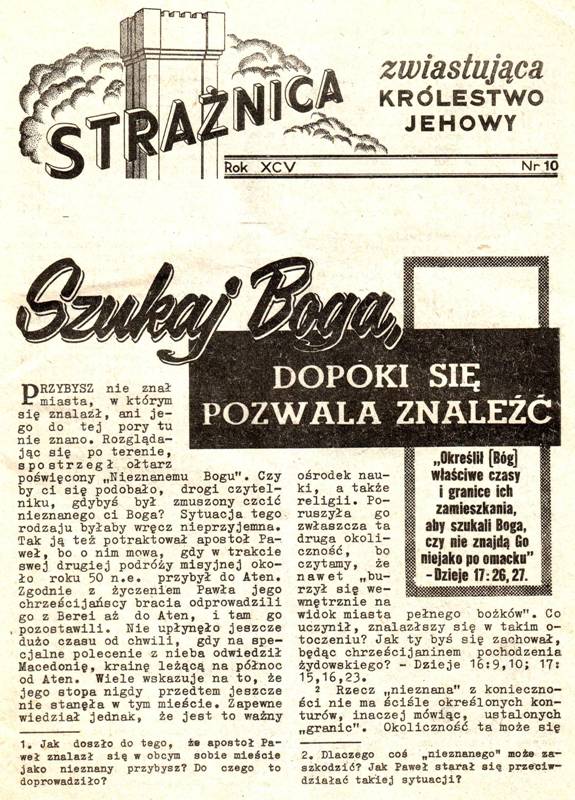 STRAŻNICA
zwiastująca
KRÓLESTWO
JEHOWY
Rok XCV
Nr 10
Szukaj Boga,
DOPÓKI SIĘ
POZWALA ZNALEŹĆ
PRZYBYSZ nie znał
miasta, w którym
się znalazł, ani je-
go do tej pory tu
nie znano. Rozgląda-
jąc się po terenie,
spostrzegł ołtarz
poświęcony „Nieznanemu Bogu". Czy
by ci się podobało, drogi czytel-
niku, gdybyś był zmuszony czcić
nieznanego ci Boga? Sytuacja tego
rodzaju byłaby wręcz nieprzyjemna.
Tak ją też potraktował apostoł Pa-
weł, bo o nim mowa, gdy w trakcie
swej drugiej podróży misyjnej oko-
ło roku 50 n.e. przybył do Aten.
Zgodnie z życzeniem Pawła jego
chrześcijańscy bracia odprowadzili
go z Berei aż do Aten, i tam go
pozostawili. Nie upłynęło jeszcze
dużo czasu od chwili, gdy na spe-
cjalne polecenie z nieba odwiedził
Macedonię, krainę leżącą na północ
od Aten. Wiele wskazuje na to, że
jego stopa nigdy przedtem jeszcze
nie stanęła w tym mieście. Zapewne
wiedział jednak, że jest to ważny
1. Jak doszło do tego, że apostoł Pa-
weł znalazł się w obcym sobie mieście
jako nieznany przybysz? Do czego to
doprowadziło?
„Określił [Bóg]
właściwe czasy
i granice ich
zamieszkania,
aby szukali Boga,
czy nie znajdą Go
niejako po omacku"
- Dzieje 17:26, 27.
ośrodek nau-
ki, a także
religii. Po-
ruszyła go
zwłaszcza ta
druga okoli-
czność, bo
czytamy, że
nawet „bu-
rzył się we-
wnętrznie na
widok miasta pełnego bożków". Co
uczynił, znalazłszy się w takim o-
toczeniu? Jak ty byś się zachował,
będąc chrześcijaninem pochodzenia
żydowskiego? - Dzieje 16:9,10; 17:
15,16,23.
² Rzecz „nieznana" z konieczno-
ści nie ma ściśle określonych kon-
turów, inaczej mówiąc, ustalonych
„granic". Okoliczność ta może się
2. Dlaczego coś „nieznanego" może za-
szkodzić? Jak Paweł starał się przeciw-
działać takiej sytuacji?